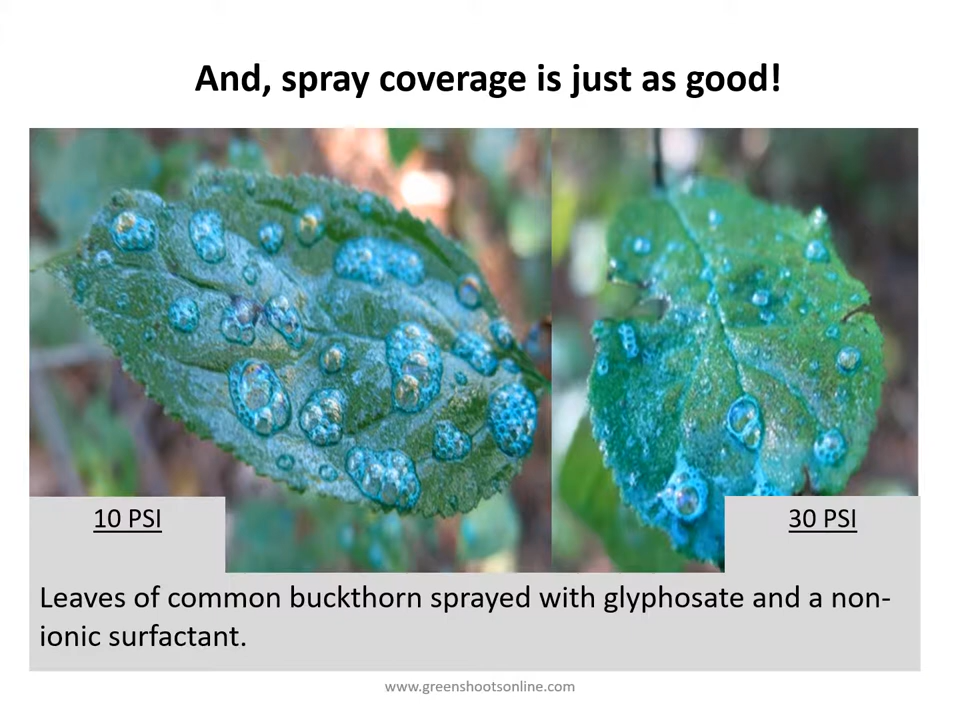 And, spray coverage is just as good!
10 PSI
30 PSI
Leaves of common buckthorn sprayed with glyphosate and a non-
ionic surfactant.
www.greenshootsonline.com